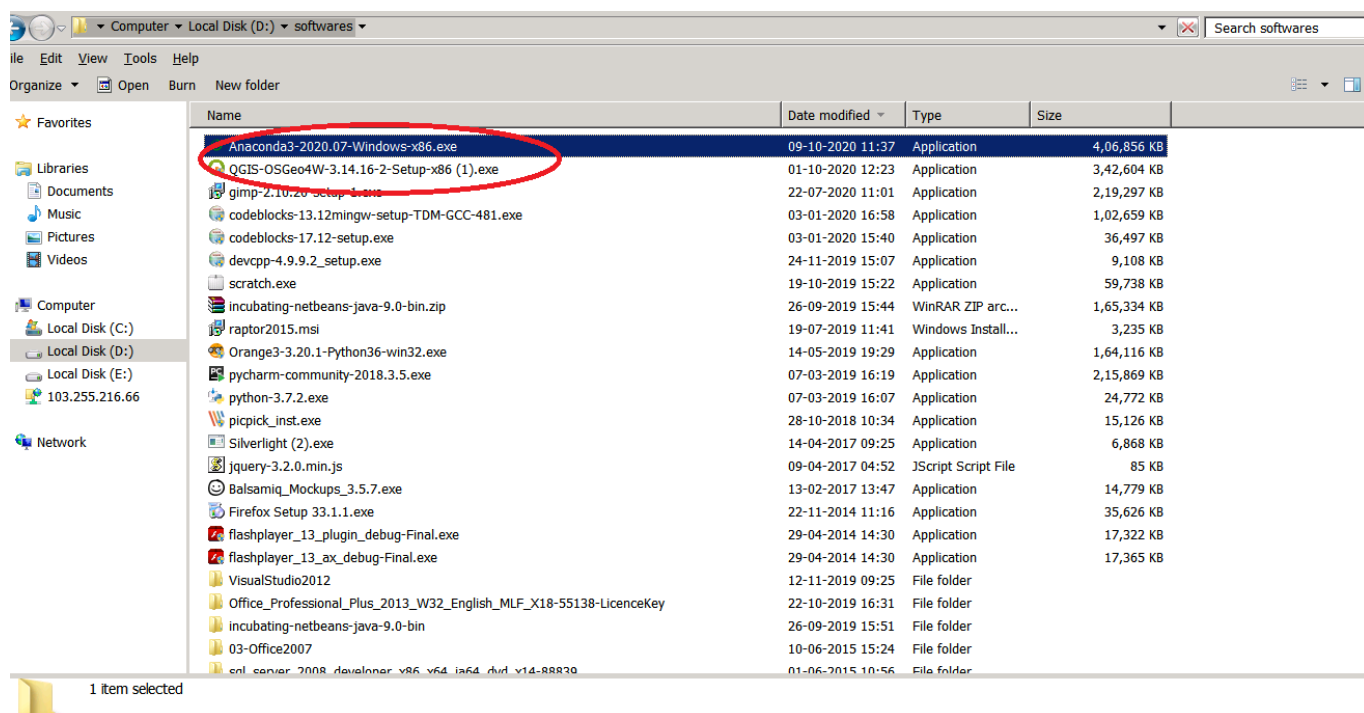 Computer Local Disk (D:) softwares Search softwares
ile Edit View Tools Help
Organize Open Burn New folder
Favorites
Libraries
Documents
Music
Pictures
Videos
Computer
Local Disk (C:)
Local Disk (D:)
Local Disk (E:)
103.255.216.66
Network
Name Date modified Type Size
Anaconda3-2020.07-Windows-x86.exe 09-10-2020 11:37 Application 4,06,856 KB
QGIS-OSGeo4W-3.14.16-2-Setup-x86 (1).exe 01-10-2020 12:23 Application 3,42,604 KB
gimp-2.10.20-setup-1.exe 22-07-2020 11:01 Application 2,19,297 KB
codeblocks-13.12mingw-setup-TDM-GCC-481.exe 03-01-2020 16:58 Application 1,02,659 KB
codeblocks-17.12-setup.exe 03-01-2020 15:40 Application 36,497 KB
devcpp-4.9.9.2_setup.exe 24-11-2019 15:07 Application 9,108 KB
scratch.exe 19-10-2019 15:22 Application 59,738 KB
incubating-netbeans-java-9.0-bin.zip 26-09-2019 15:44 WinRAR ZIP arc... 1,65,334 KB
raptor2015.msi 19-07-2019 11:41 Windows Install... 3,235 KB
Orange3-3.20.1-Python36-win32.exe 14-05-2019 19:29 Application 1,64,116 KB
pycharm-community-2018.3.5.exe 07-03-2019 16:19 Application 2,15,869 KB
python-3.7.2.exe 07-03-2019 16:07 Application 24,772 KB
picpick_inst.exe 28-10-2018 10:34 Application 15,126 KB
Silverlight (2).exe 14-04-2017 09:25 Application 6,868 KB
jquery-3.2.0.min.js 09-04-2017 04:52 JScript Script File 85 KB
Balsamiq_Mockups_3.5.7.exe 13-02-2017 13:47 Application 14,779 KB
Firefox Setup 33.1.1.exe 22-11-2014 11:16 Application 35,626 KB
flashplayer_13_plugin_debug-Final.exe 29-04-2014 14:30 Application 17,322 KB
flashplayer_13_ax_debug-Final.exe 29-04-2014 14:30 Application 17,365 KB
VisualStudio2012 12-11-2019 09:25 File folder
Office_Professional_Plus_2013_W32_English_MLF_X18-55138-LicenceKey 22-10-2019 16:31 File folder
incubating-netbeans-java-9.0-bin 26-09-2019 15:51 File folder
03-Office2007 10-06-2015 15:24 File folder
sql_server_2008_developer_x86_x64_ia64_dvd_x14-88839 01-06-2015 10:56 File folder
1 item selected